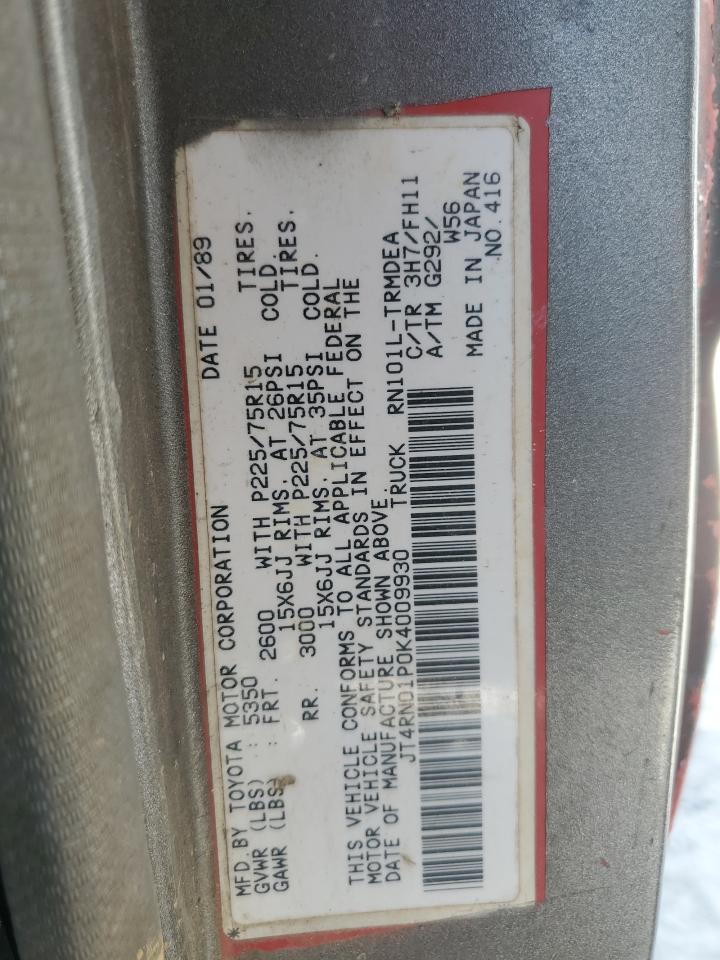 MFD.BY TOYOTA MOTOR CORPORATION DATE 01/89
GVWR (LBS) : 5350
GAWR (LBS) : FRT. 2600 WITH P225/75R15 TIRES.
15X6JJ RIMS. AT 26PSI COLD.
RR. 3000 WITH P225/75R15 TIRES.
15X6JJ RIMS. AT 35PSI COLD.
THIS VEHICLE CONFORMS TO ALL APPLICABLE FEDERAL
MOTOR VEHICLE SAFETY STANDARDS IN EFFECT ON THE
DATE OF MANUFACTURE SHOWN ABOVE.
JT4RN01P0K4009930 TRUCK RN101L-TRMDEA
C/TR 3H7/FH11
A/TM G292/
W56
MADE IN JAPAN
NO.416
*